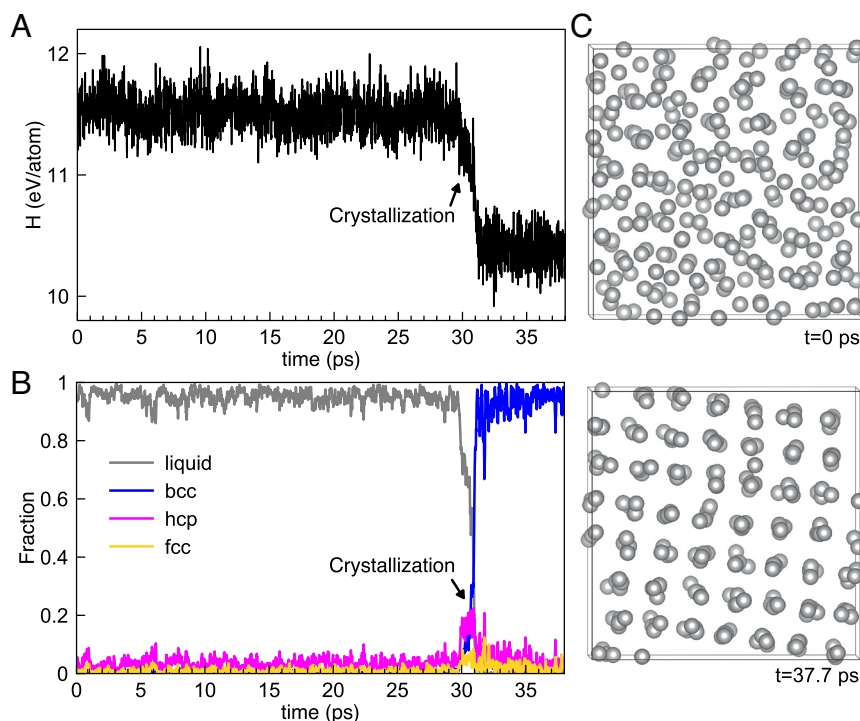 A
H (eV/atom)
12
11
10
Crystallization
0 5 10 15 20 25 30 35
time (ps)
B
Fraction
1
0.8
0.6
0.4
0.2
0
liquid
bcc
hcp
fcc
Crystallization
0 5 10 15 20 25 30 35
time (ps)
C
t=0 ps
t=37.7 ps